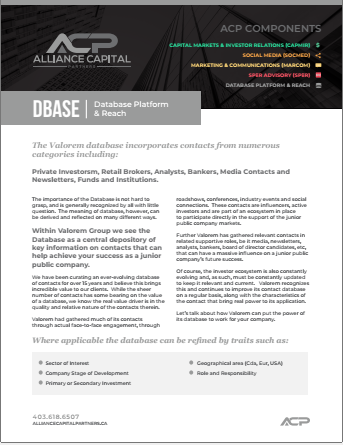 ACP
ALLIANCE CAPITAL
PARTNERS
ACP COMPONENTS
CAPITAL MARKETS & INVESTOR RELATIONS (CAPMIR) $
SOCIAL MEDIA (SOCMED)
MARKETING & COMMUNICATIONS (MARCOM)
SPER ADVISORY (SPER)
DATABASE PLATFORM & REACH
DBASE
Database Platform
& Reach
The Valorem database incorporates contacts from numerous
categories including:
Private Investorsm, Retail Brokers, Analysts, Bankers, Media Contacts and
Newsletters, Funds and Institutions.
The importance of the Database is not hard to
grasp, and is generally recognized by all with little
question. The meaning of database, however, can
be derived and reflected on many different ways.
Within Valorem Group we see the
Database as a central depository of
key information on contacts that can
help achieve your success as a junior
public company.
We have been curating an ever-evolving database
of contacts for over 15 years and believe this brings
incredible value to our clients. While the sheer
number of contacts has some bearing on the value
of a database, we know the real value driver is in the
quality and relative nature of the contacts therein.
Valorem had gathered much of its contacts
through actual face-to-face engagement, through
roadshows, conferences, industry events and social
connections. These contacts are influencers, active
investors and are part of an ecosystem in place
to participate directly in the support of the junior
public company markets.
Further Valorem has gathered relevant contacts in
related supportive roles, be it media, newsletters,
analysts, bankers, board of director candidates, etc,
that can have a massive influence on a junior public
company's future success.
Of course, the investor ecosystem is also constantly
evolving and, as such, must be constantly updated
to keep it relevant and current. Valorem recognizes
this and continues to improve its contact database
on a regular basis, along with the characteristics of
the contact that bring real power to its application.
Let's talk about how Valorem can put the power of
its database to work for your company.
Where applicable the database can be refined by traits such as:
Sector of Interest
Company Stage of Development
Primary or Secondary Investment
Geographical area (Cda, Eur, USA)
Role and Responsibility
403.618.6507
ALLIANCECAPITALPARTNERS.CA
ACP